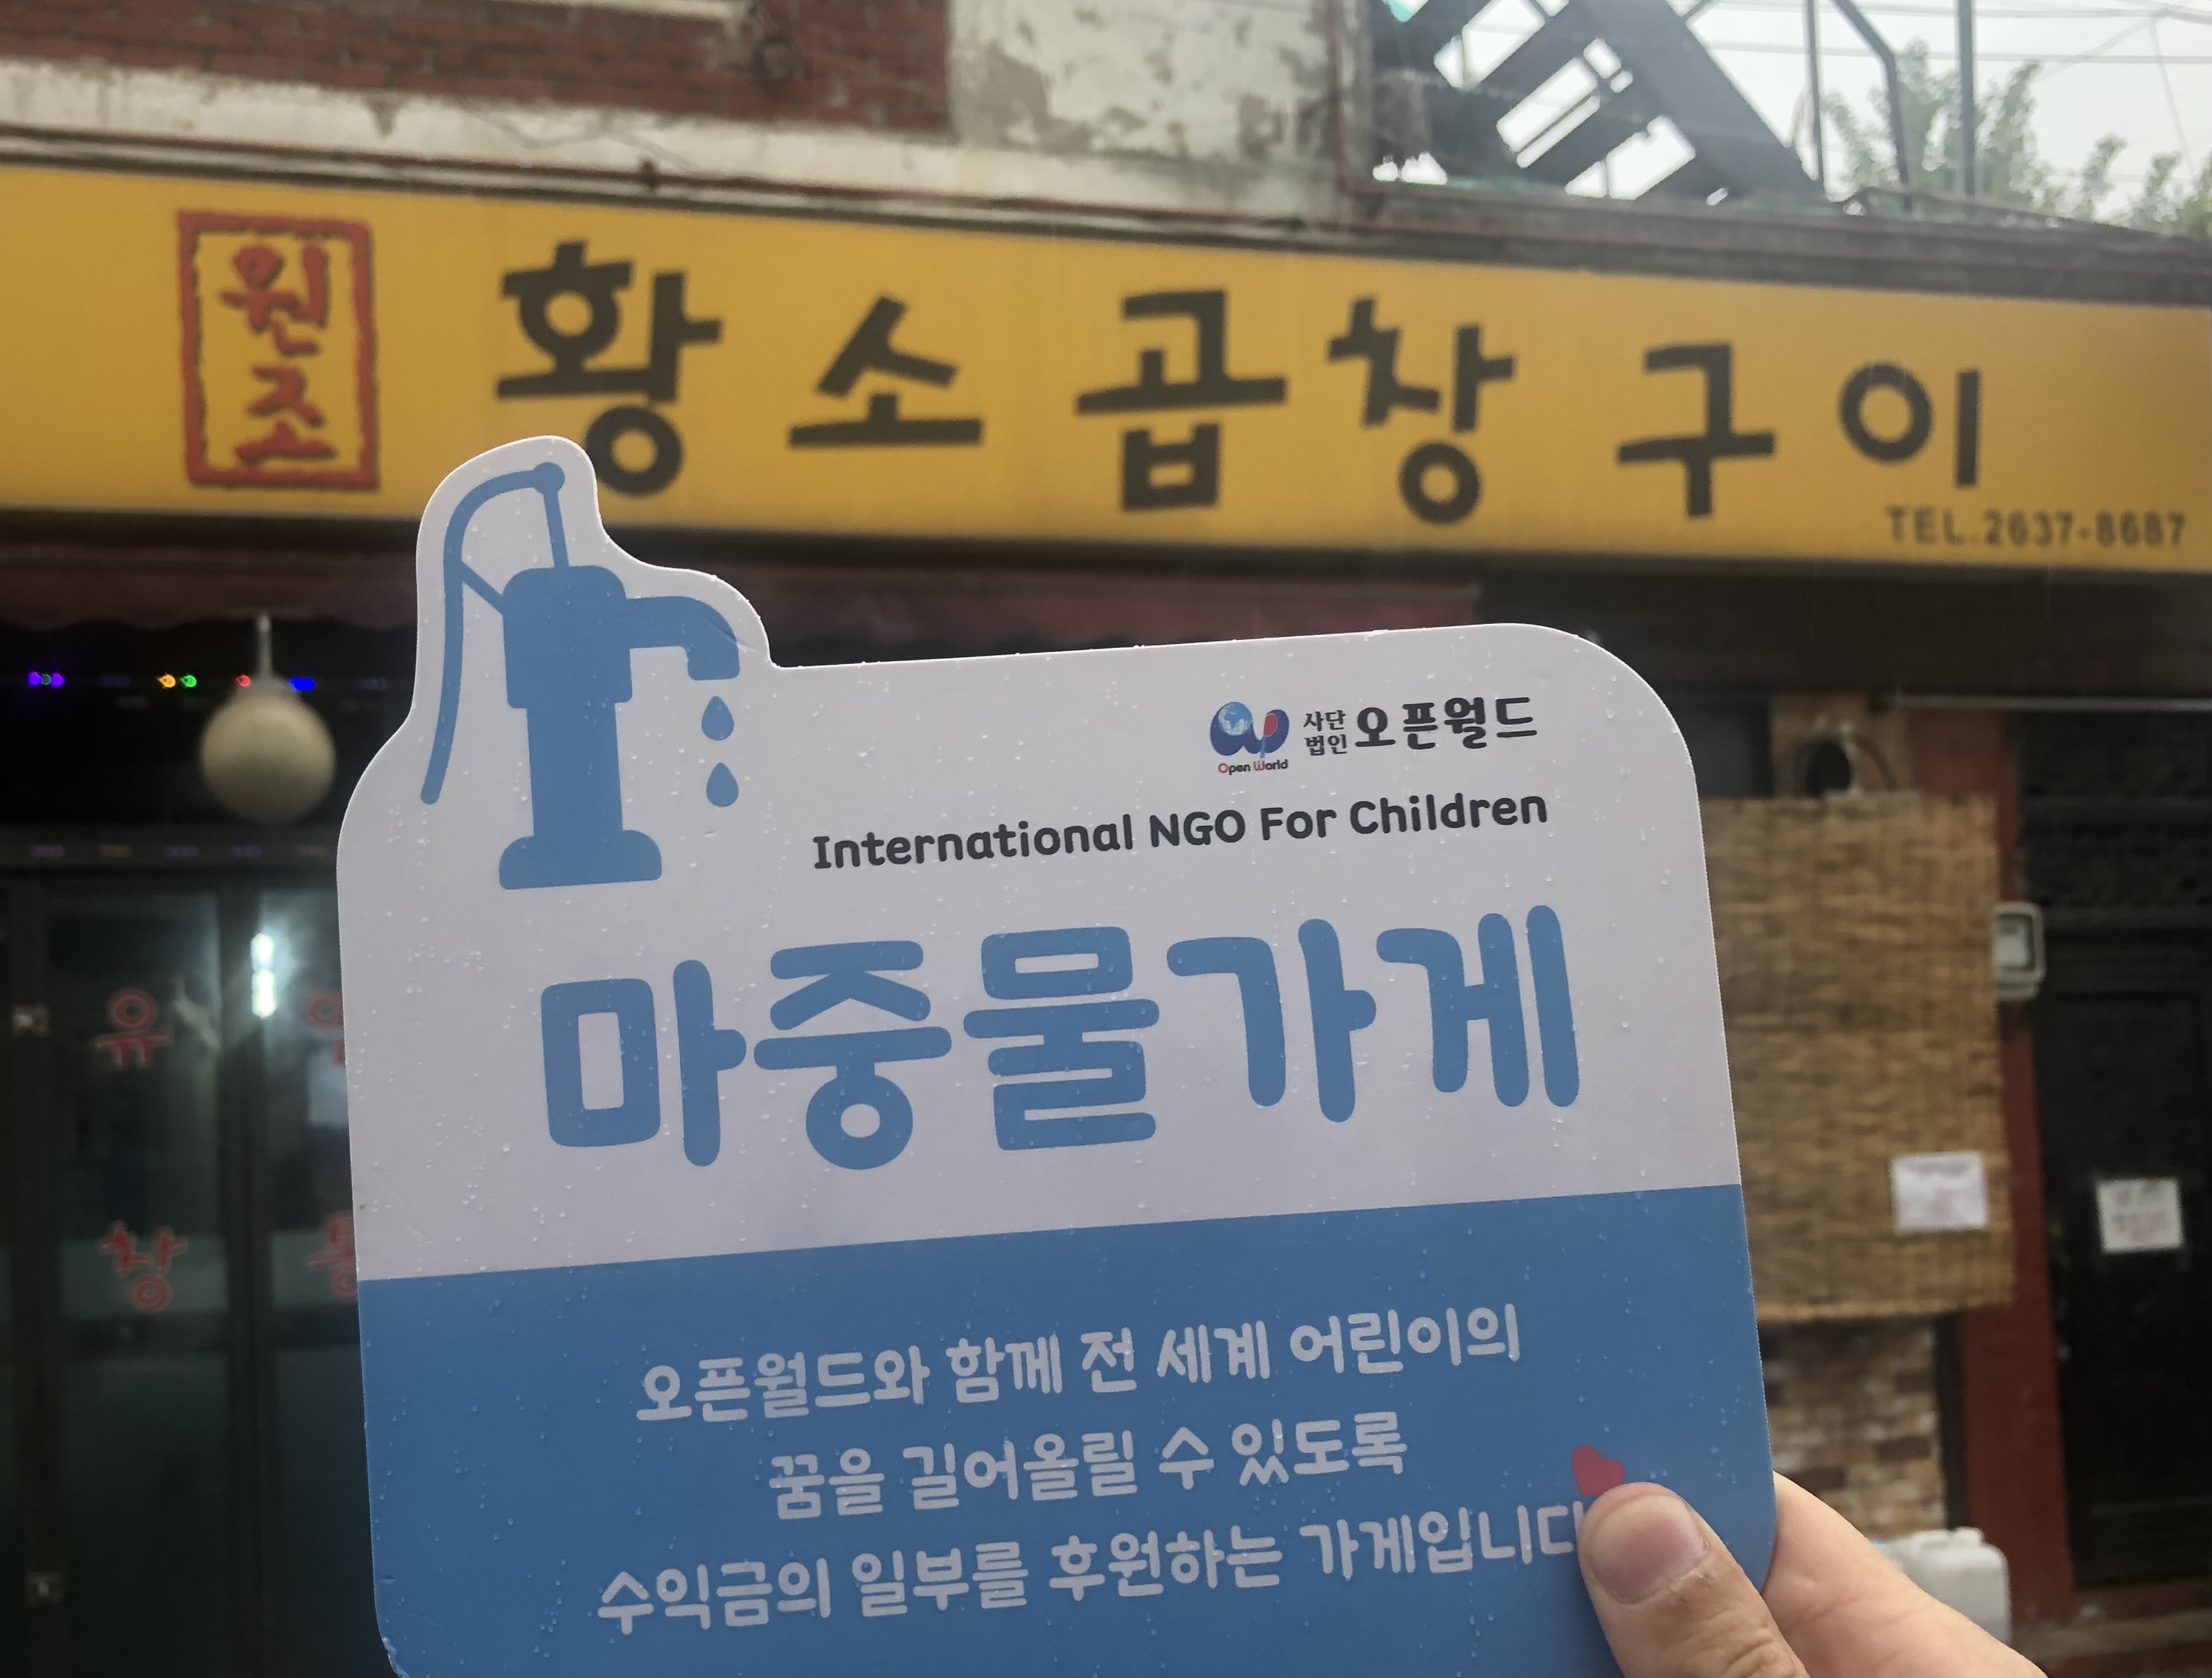 원조
황소곱창구이
TEL.2637-8687
사단법인 오픈월드
Open World
International NGO For Children
마중물가게
오픈월드와 함께 전 세계 어린이의
꿈을 길어올릴 수 있도록
수익금의 일부를 후원하는 가게입니다
유
창